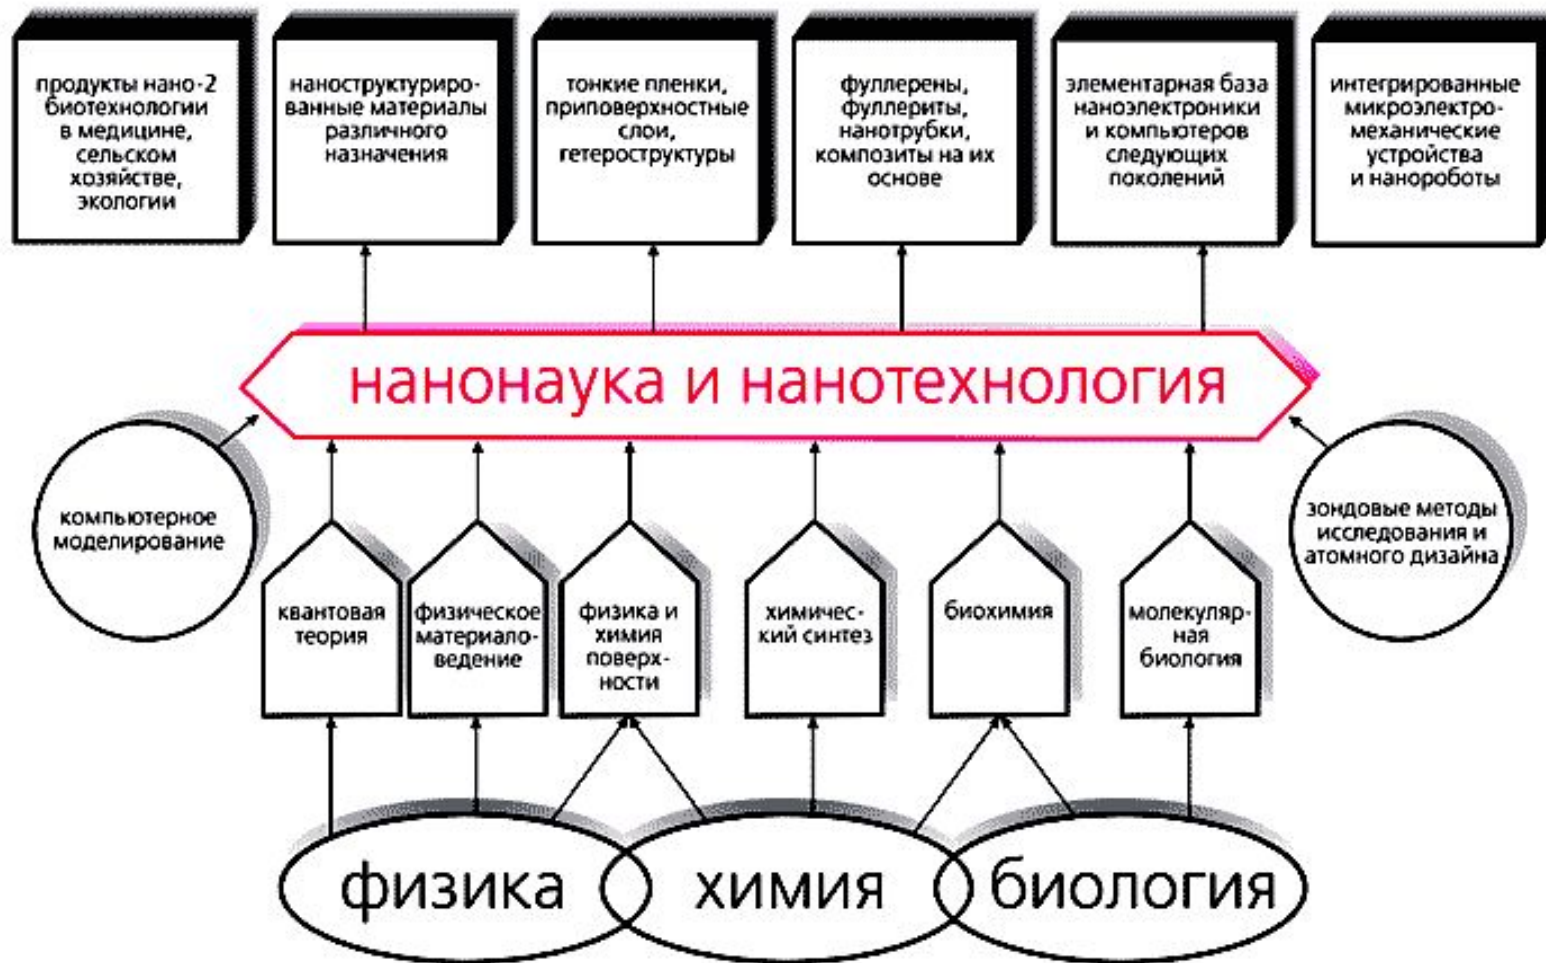 продукты нано-2
биотехнологии
в медицине,
сельском
хозяйстве,
экологии
наноструктуриро-
ванные материалы
различного
назначения
тонкие пленки,
приповерхностные
слои,
гетероструктуры
фуллерены,
фуллериты,
нанотрубки,
композиты на их
основе
элементарная база
наноэлектроники
и компьютеров
следующих
поколений
интегрированные
микроэлектро-
механические
устройства
и нанороботы
нанонаука и нанотехнология
компьютерное
моделирование
зондовые методы
исследования и
атомного дизайна
квантовая
теория
физическое
материало-
ведение
физика и
химия
поверх-
ности
химичес-
кий синтез
биохимия
молекуляр-
ная
биология
физика
химия
биология